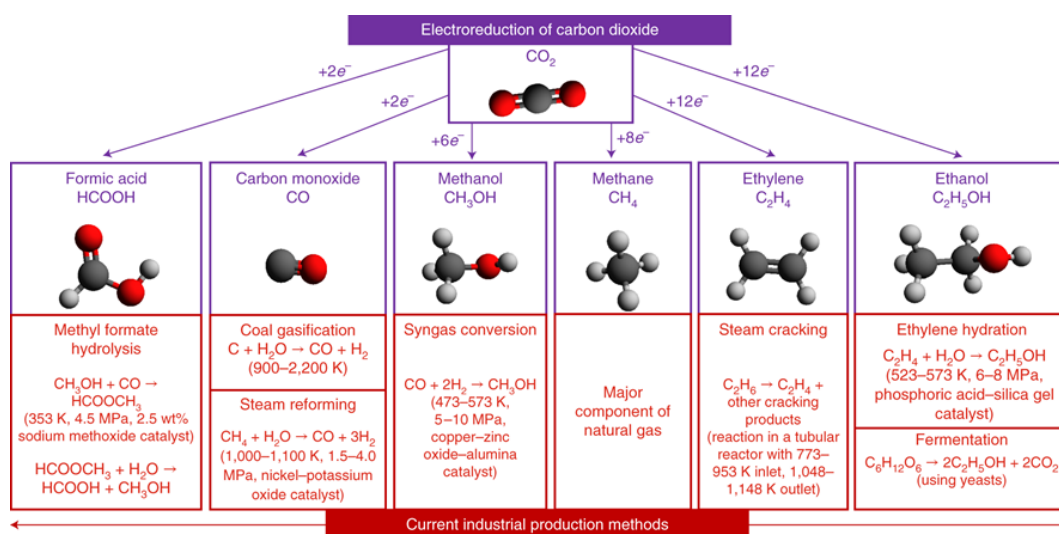 Electroreduction of carbon dioxide
CO₂
+2e⁻
+2e⁻
+6e⁻
+8e⁻
+12e⁻
+12e⁻
Formic acid
HCOOH
Carbon monoxide
CO
Methanol
CH₃OH
Methane
CH₄
Ethylene
C₂H₄
Ethanol
C₂H₅OH
Methyl formate
hydrolysis
CH₃OH + CO →
HCOOCH₃
(353 K, 4.5 MPa, 2.5 wt%
sodium methoxide catalyst)
HCOOCH₃ + H₂O →
HCOOH + CH₃OH
Coal gasification
C + H₂O → CO + H₂
(900–2,200 K)
Steam reforming
CH₄ + H₂O → CO + 3H₂
(1,000–1,100 K, 1.5–4.0
MPa, nickel–potassium
oxide catalyst)
Syngas conversion
CO + 2H₂ → CH₃OH
(473–573 K,
5–10 MPa,
copper–zinc
oxide–alumina
catalyst)
Major
component of
natural gas
Steam cracking
C₂H₆ → C₂H₄ +
other cracking
products
(reaction in a tubular
reactor with 773–
953 K inlet, 1,048–
1,148 K outlet)
Ethylene hydration
C₂H₄ + H₂O → C₂H₅OH
(523–573 K, 6–8 MPa,
phosphoric acid–silica gel
catalyst)
Fermentation
C₆H₁₂O₆ → 2C₂H₅OH + 2CO₂
(using yeasts)
Current industrial production methods